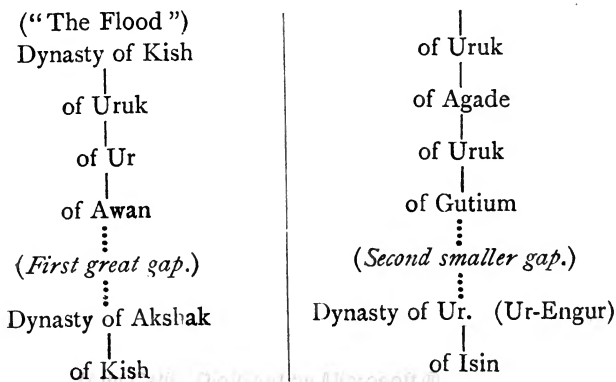 ("The Flood")
Dynasty of Kish
of Uruk
of Ur
of Awan
(First great gap.)
Dynasty of Akshak
of Kish
of Uruk
of Agade
of Uruk
of Gutium
(Second smaller gap.)
Dynasty of Ur. (Ur-Engur)
of Isin